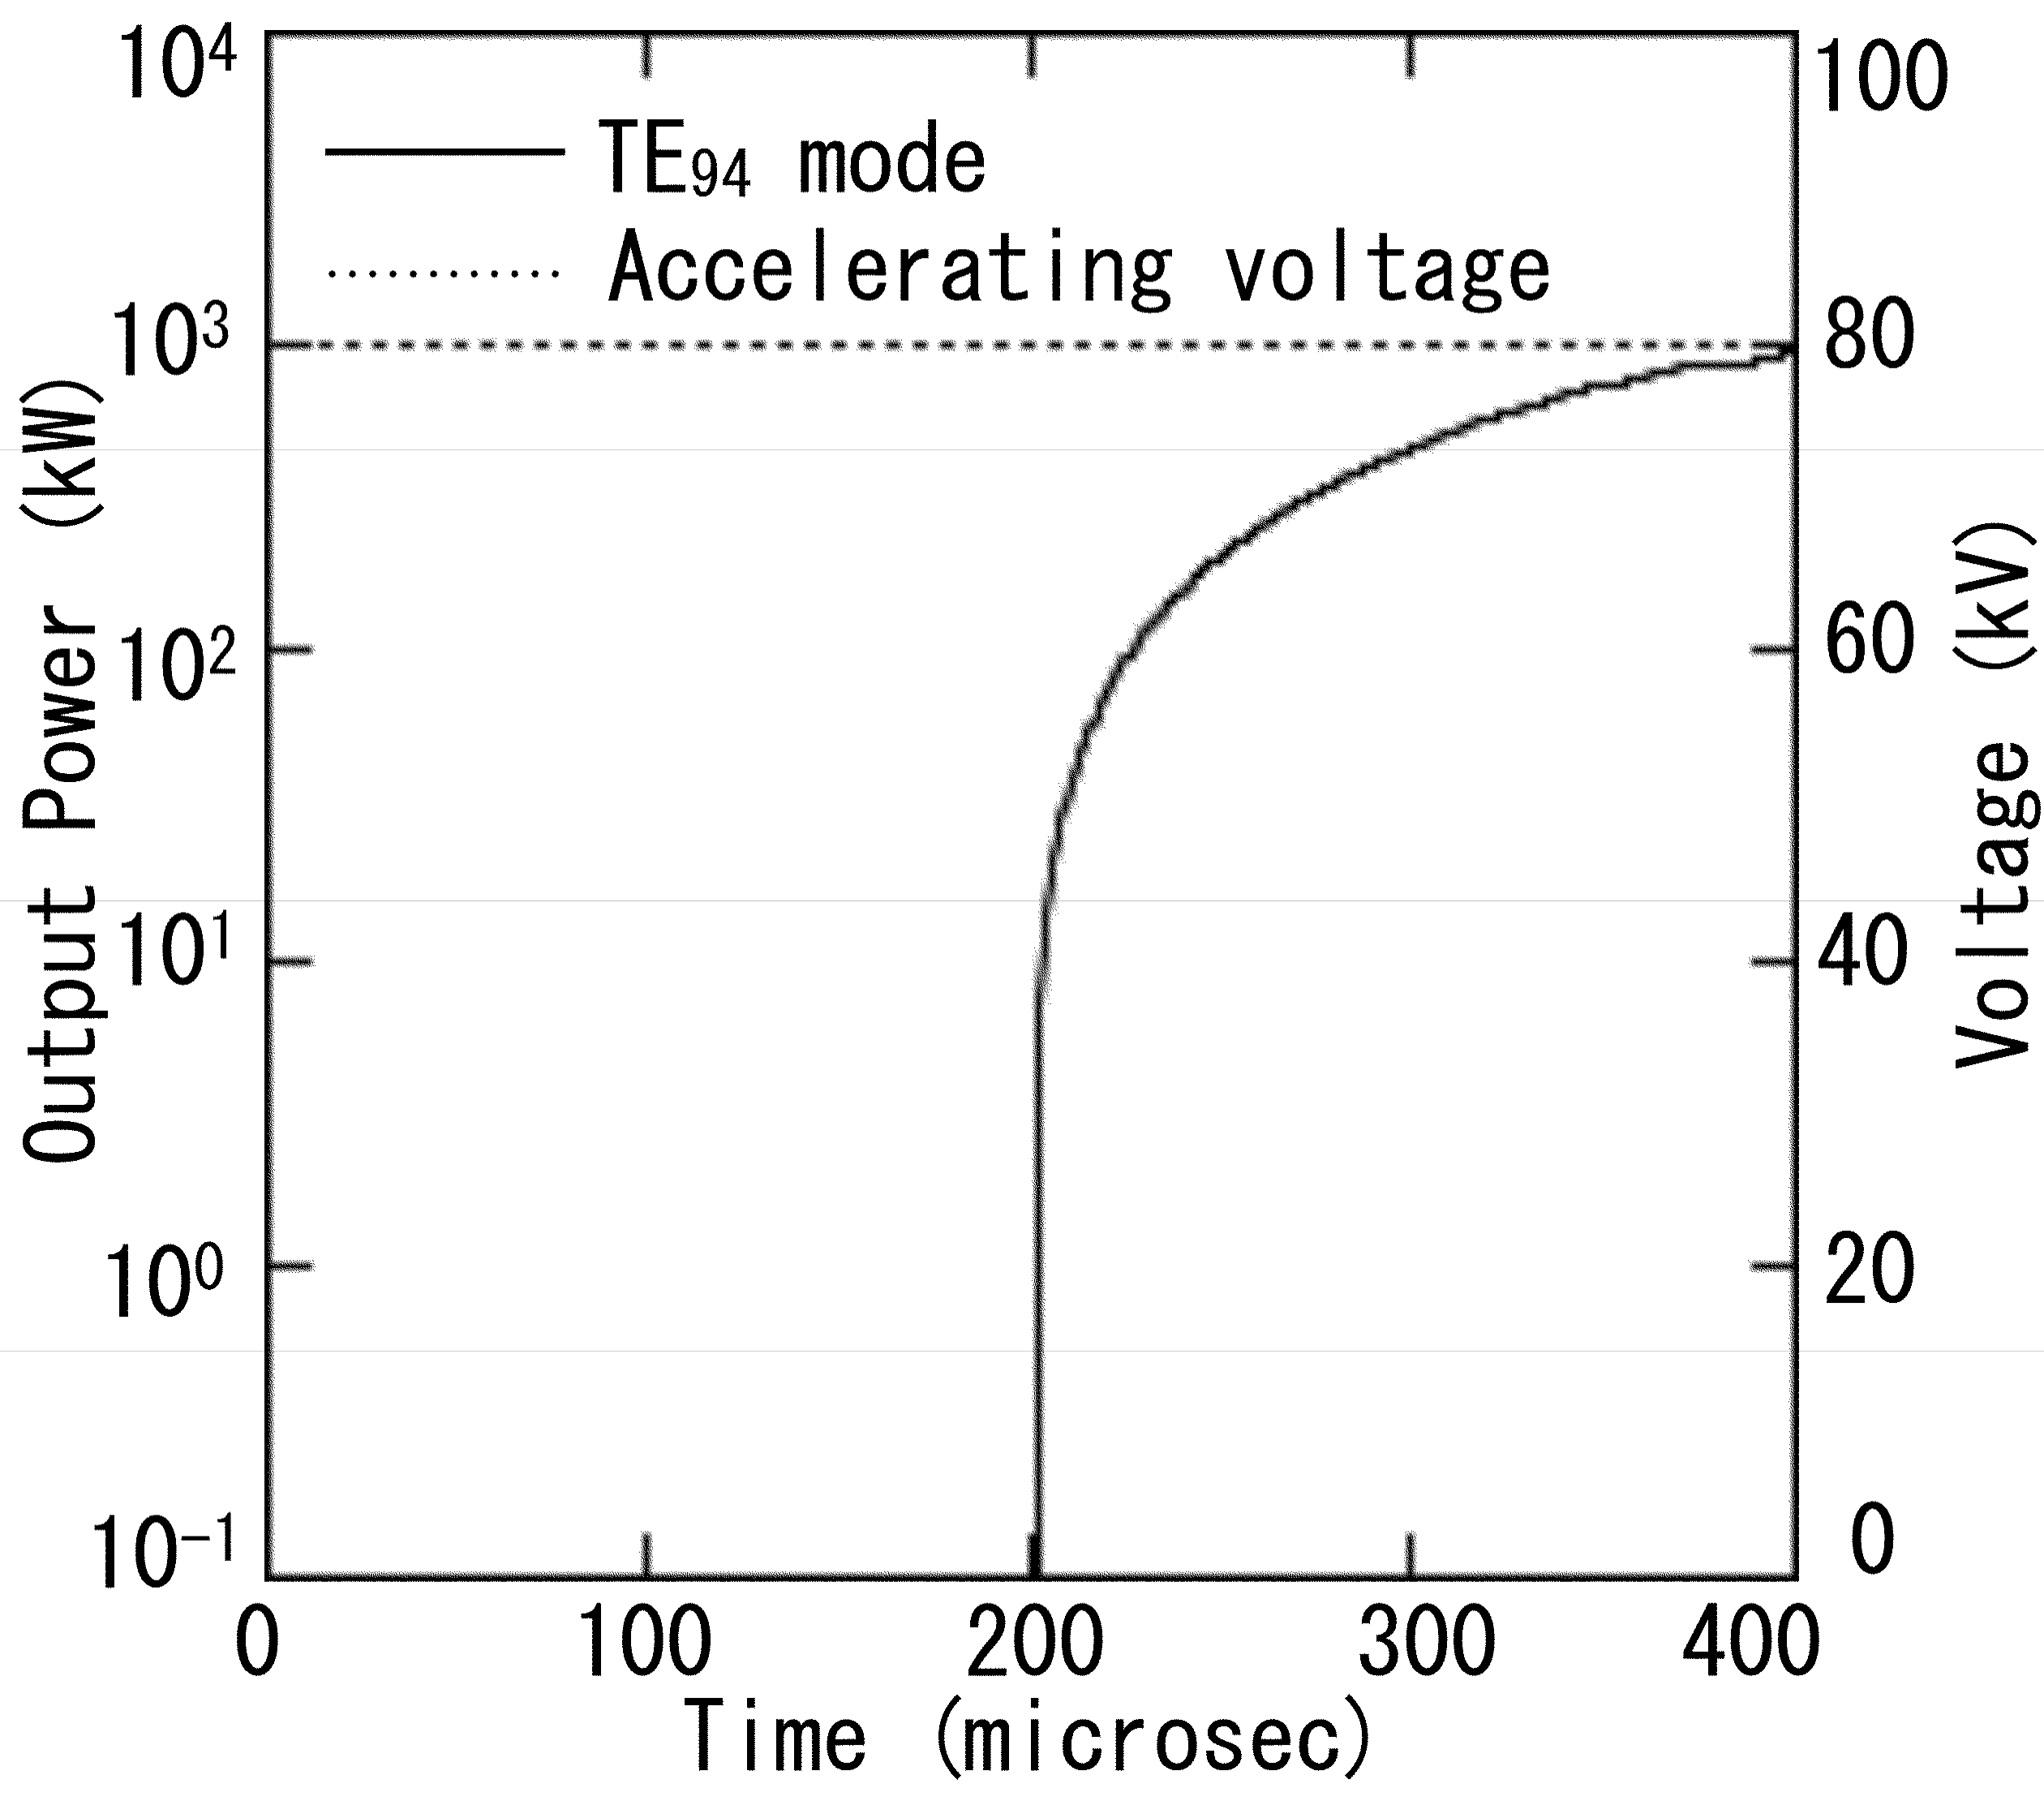 10⁴
100
TE₉₄ mode
Accelerating voltage
10³
80
Output Power (kW)
Voltage (kV)
10²
60
10¹
40
10⁰
20
10⁻¹
0
0 100 200 300 400
Time (microsec)